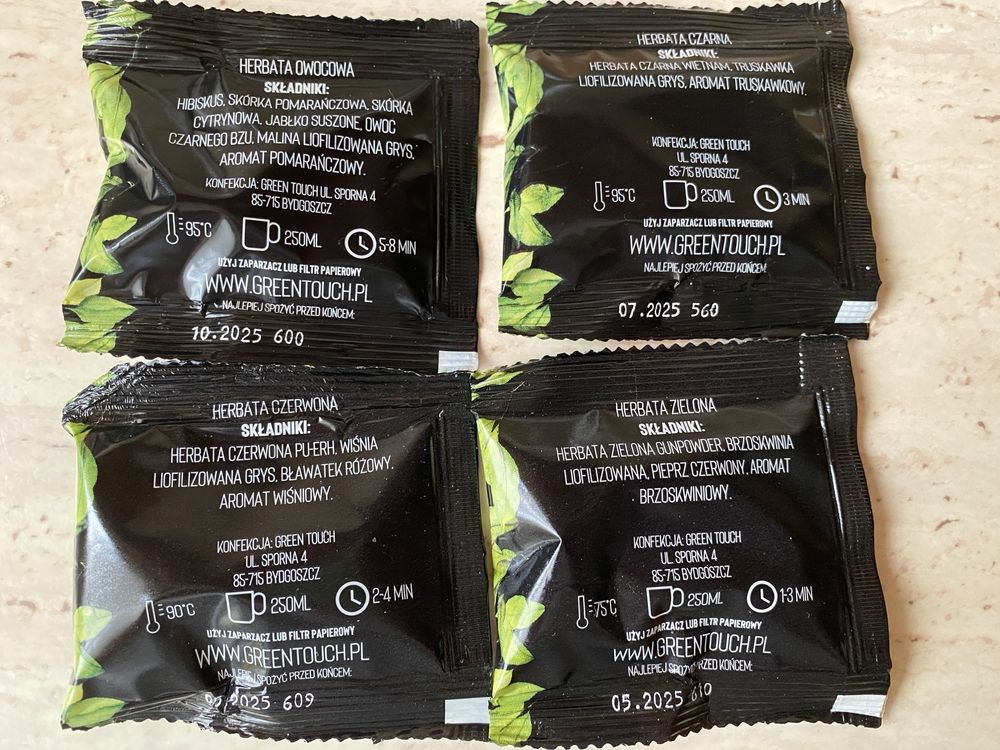 HERBATA OWOCOWA
SKŁADNIKI:
HIBISKUS, SKÓRKA POMARAŃCZOWA, SKÓRKA
CYTRYNOWA, JABŁKO SUSZONE, OWOC
CZARNEGO BZU, MALINA LIOFILIZOWANA GRYS,
AROMAT POMARAŃCZOWY.
KONFEKCJA: GREEN TOUCH UL. SPORNA 4
85-715 BYDGOSZCZ
95°C 250ML 5-8 MIN
UŻYJ ZAPARZACZ LUB FILTR PAPIEROWY
WWW.GREENTOUCH.PL
NAJLEPIEJ SPOŻYĆ PRZED KOŃCEM:
10.2025 600
HERBATA CZARNA
SKŁADNIKI:
HERBATA CZARNA WIETNAM, TRUSKAWKA
LIOFILIZOWANA GRYS, AROMAT TRUSKAWKOWY.
KONFEKCJA: GREEN TOUCH
UL. SPORNA 4
85-715 BYDGOSZCZ
95°C 250ML 3 MIN
UŻYJ ZAPARZACZ LUB FILTR PAPIEROWY
WWW.GREENTOUCH.PL
NAJLEPIEJ SPOŻYĆ PRZED KOŃCEM:
07.2025 560
HERBATA CZERWONA
SKŁADNIKI:
HERBATA CZERWONA PU-ERH, WIŚNIA
LIOFILIZOWANA GRYS, BŁAWATEK RÓŻOWY,
AROMAT WIŚNIOWY.
KONFEKCJA: GREEN TOUCH
UL. SPORNA 4
85-715 BYDGOSZCZ
90°C 250ML 2-4 MIN
UŻYJ ZAPARZACZ LUB FILTR PAPIEROWY
WWW.GREENTOUCH.PL
NAJLEPIEJ SPOŻYĆ PRZED KOŃCEM:
609
HERBATA ZIELONA
SKŁADNIKI:
HERBATA ZIELONA GUNPOWDER, BRZOSKWINIA
LIOFILIZOWANA, PIEPRZ CZERWONY, AROMAT
BRZOSKWINIOWY.
KONFEKCJA: GREEN TOUCH
UL. SPORNA 4
85-715 BYDGOSZCZ
75°C 250ML 1-3 MIN
UŻYJ ZAPARZACZ LUB FILTR PAPIEROWY
WWW.GREENTOUCH.PL
NAJLEPIEJ SPOŻYĆ PRZED KOŃCEM:
05.2025